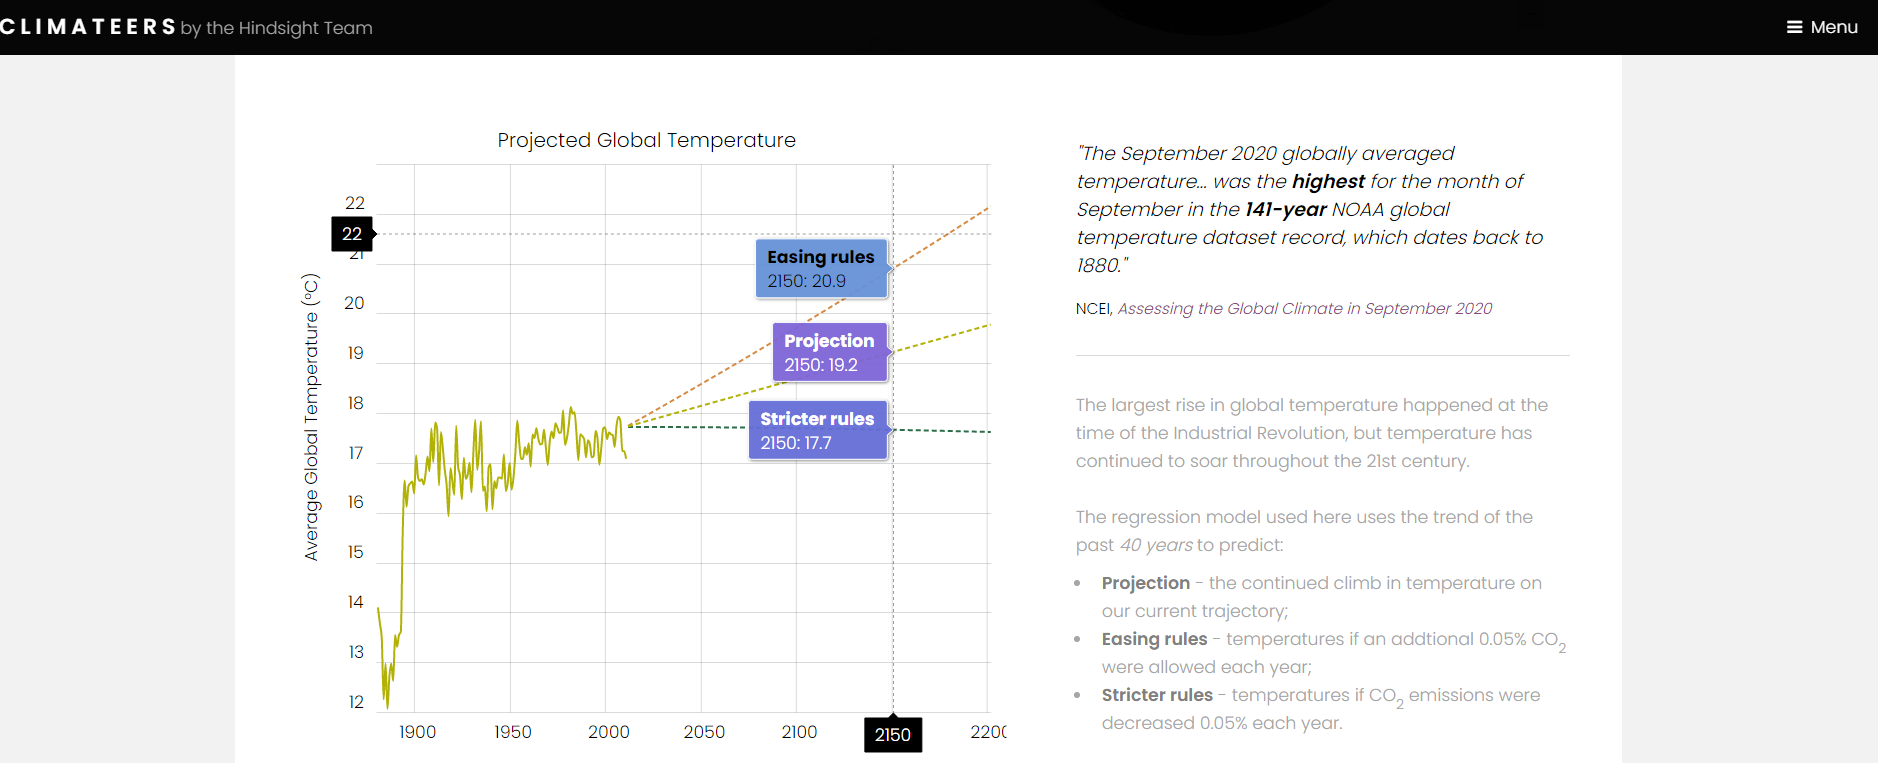 CLIMATEERS by the Hindsight Team
Menu
Projected Global Temperature
Average Global Temperature (°C)
22
22
21
20
19
18
17
16
15
14
13
12
Easing rules
2150: 20.9
Projection
2150: 19.2
Stricter rules
2150: 17.7
1900 1950 2000 2050 2100 2150 2200
"The September 2020 globally averaged
temperature... was the highest for the month of
September in the 141-year NOAA global
temperature dataset record, which dates back to
1880."
NCEI, Assessing the Global Climate in September 2020
The largest rise in global temperature happened at the
time of the Industrial Revolution, but temperature has
continued to soar throughout the 21st century.
The regression model used here uses the trend of the
past 40 years to predict:
• Projection - the continued climb in temperature on
our current trajectory;
• Easing rules - temperatures if an addtional 0.05% CO2
were allowed each year;
• Stricter rules - temperatures if CO2 emissions were
decreased 0.05% each year.